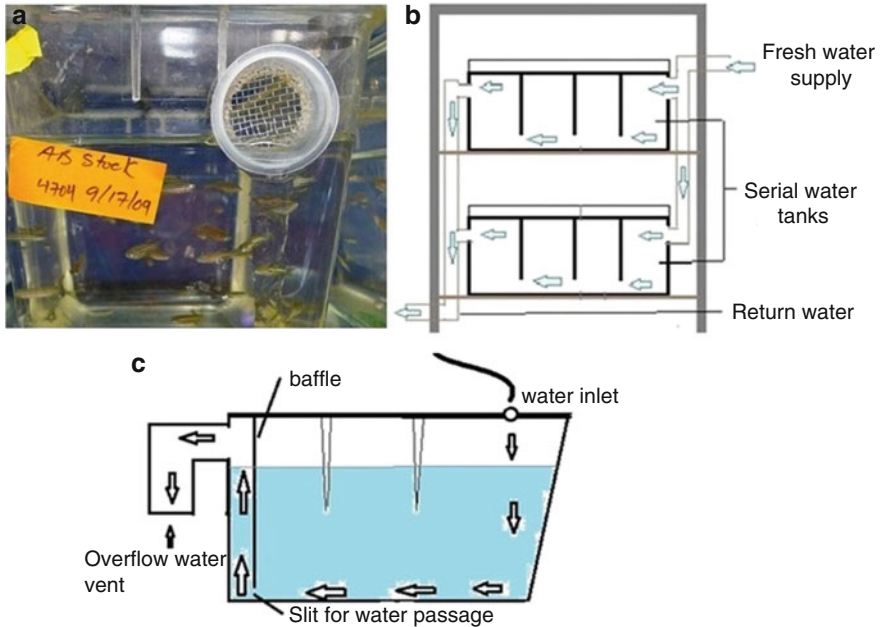 a
AB Stock
4704 9/17/09
b
Fresh water
supply
Serial water
tanks
Return water
c
baffle
water inlet
Overflow water
vent
Slit for water passage